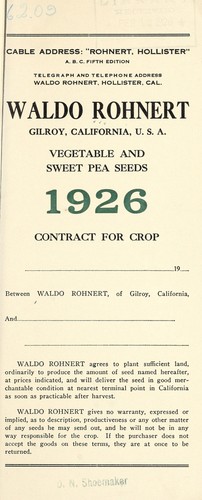 63.09
CABLE ADDRESS: "ROHNERT, HOLLISTER"
A. B. C. FIFTH EDITION
TELEGRAPH AND TELEPHONE ADDRESS
WALDO ROHNERT, HOLLISTER, CAL.
WALDO ROHNERT
GILROY, CALIFORNIA, U. S. A.
VEGETABLE AND
SWEET PEA SEEDS
1926
CONTRACT FOR CROP
19
Between WALDO ROHNERT, of Gilroy, California,
And
WALDO ROHNERT agrees to plant sufficient land,
ordinarily to produce the amount of seed named hereafter,
at prices indicated, and will deliver the seed in good mer-
chantable condition at nearest terminal point in California
as soon as practicable after harvest.
WALDO ROHNERT gives no warranty, expressed or
implied, as to description, productiveness or any other matter
of any seeds he may send out, and he will not be in any
way responsible for the crop. If the purchaser does not
accept the goods on these terms, they are at once to be
returned.
D. N. Shoemaker